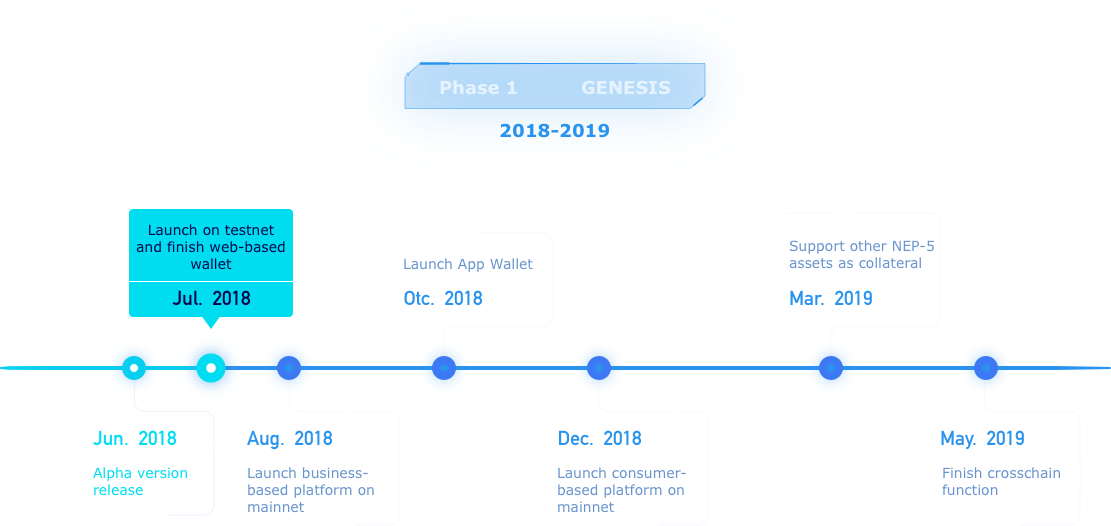 Phase 1 GENESIS
2018-2019
Launch on testnet
and finish web-based
wallet
Jul. 2018
Launch App Wallet
Otc. 2018
Support other NEP-5
assets as collateral
Mar. 2019
Jun. 2018
Alpha version
release
Aug. 2018
Launch business-
based platform on
mainnet
Dec. 2018
Launch consumer-
based platform on
mainnet
May. 2019
Finish crosschain
function